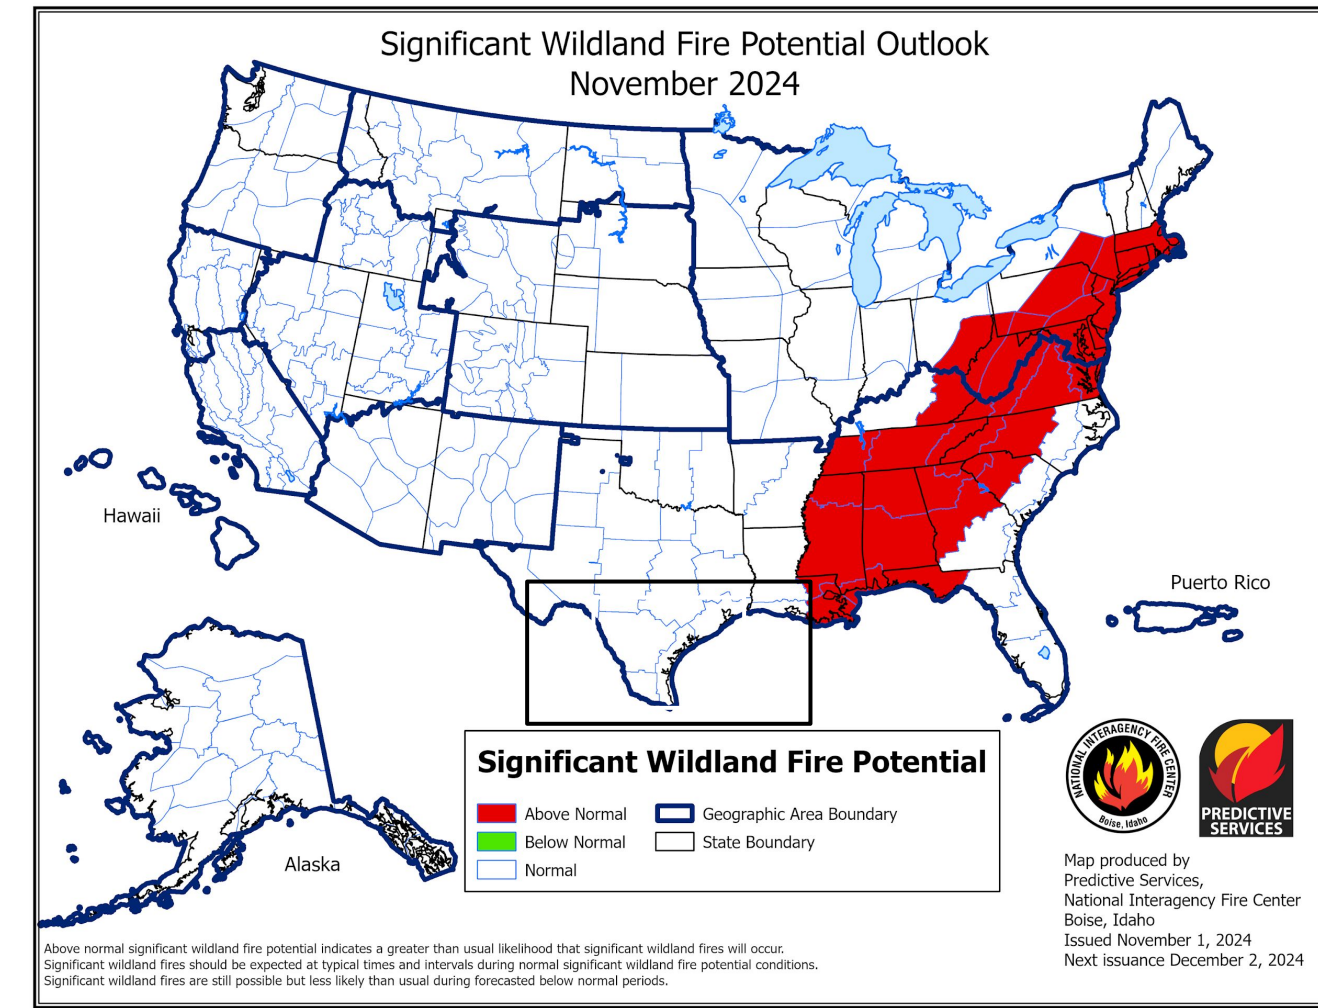 Significant Wildland Fire Potential Outlook
November 2024
Hawaii
Puerto Rico
Alaska
Significant Wildland Fire Potential
Above Normal
Geographic Area Boundary
Below Normal
State Boundary
Normal
NATIONAL INTERAGENCY FIRE CENTER
Boise, Idaho
PREDICTIVE
SERVICES
Map produced by
Predictive Services,
National Interagency Fire Center
Boise, Idaho
Issued November 1, 2024
Next issuance December 2, 2024
Above normal significant wildland fire potential indicates a greater than usual likelihood that significant wildland fires will occur.
Significant wildland fires should be expected at typical times and intervals during normal significant wildland fire potential conditions.
Significant wildland fires are still possible but less likely than usual during forecasted below normal periods.